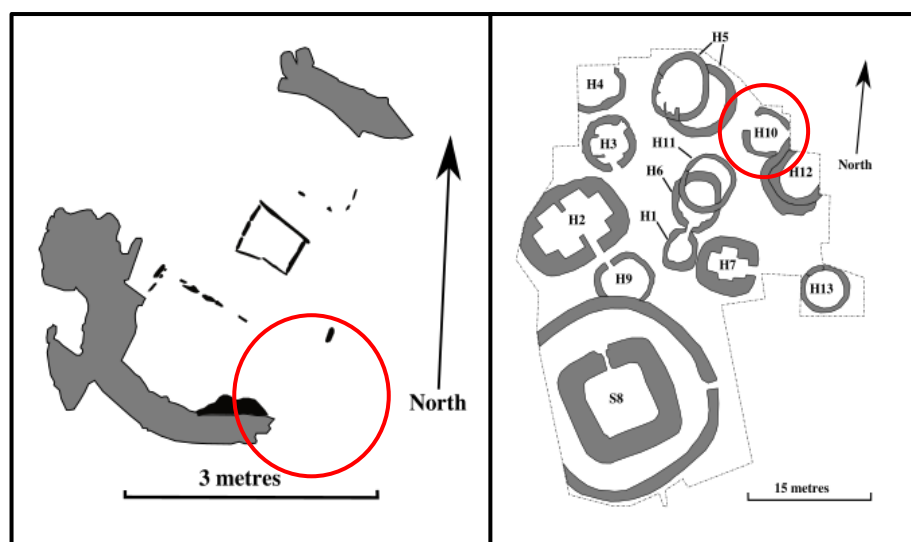 North
3 metres
H5
H4
H10
North
H3
H11
H12
H6
H2
H1
H7
H9
H13
S8
15 metres